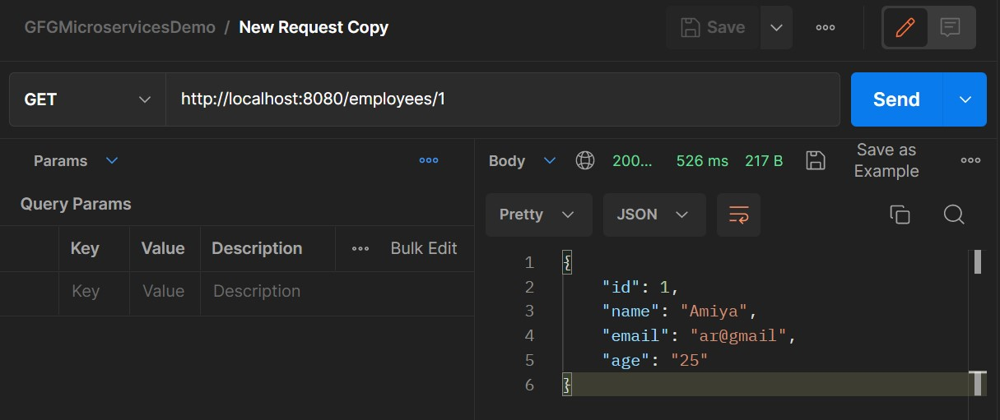 GFGMicroservicesDemo / New Request Copy
Save
GET
http://localhost:8080/employees/1
Send
Params
Query Params
Key Value Description Bulk Edit
Key Value Description
Body 200... 526 ms 217 B
Save as
Example
Pretty JSON
1 {
2 "id": 1,
3 "name": "Amiya",
4 "email": "ar@gmail",
5 "age": "25"
6 }